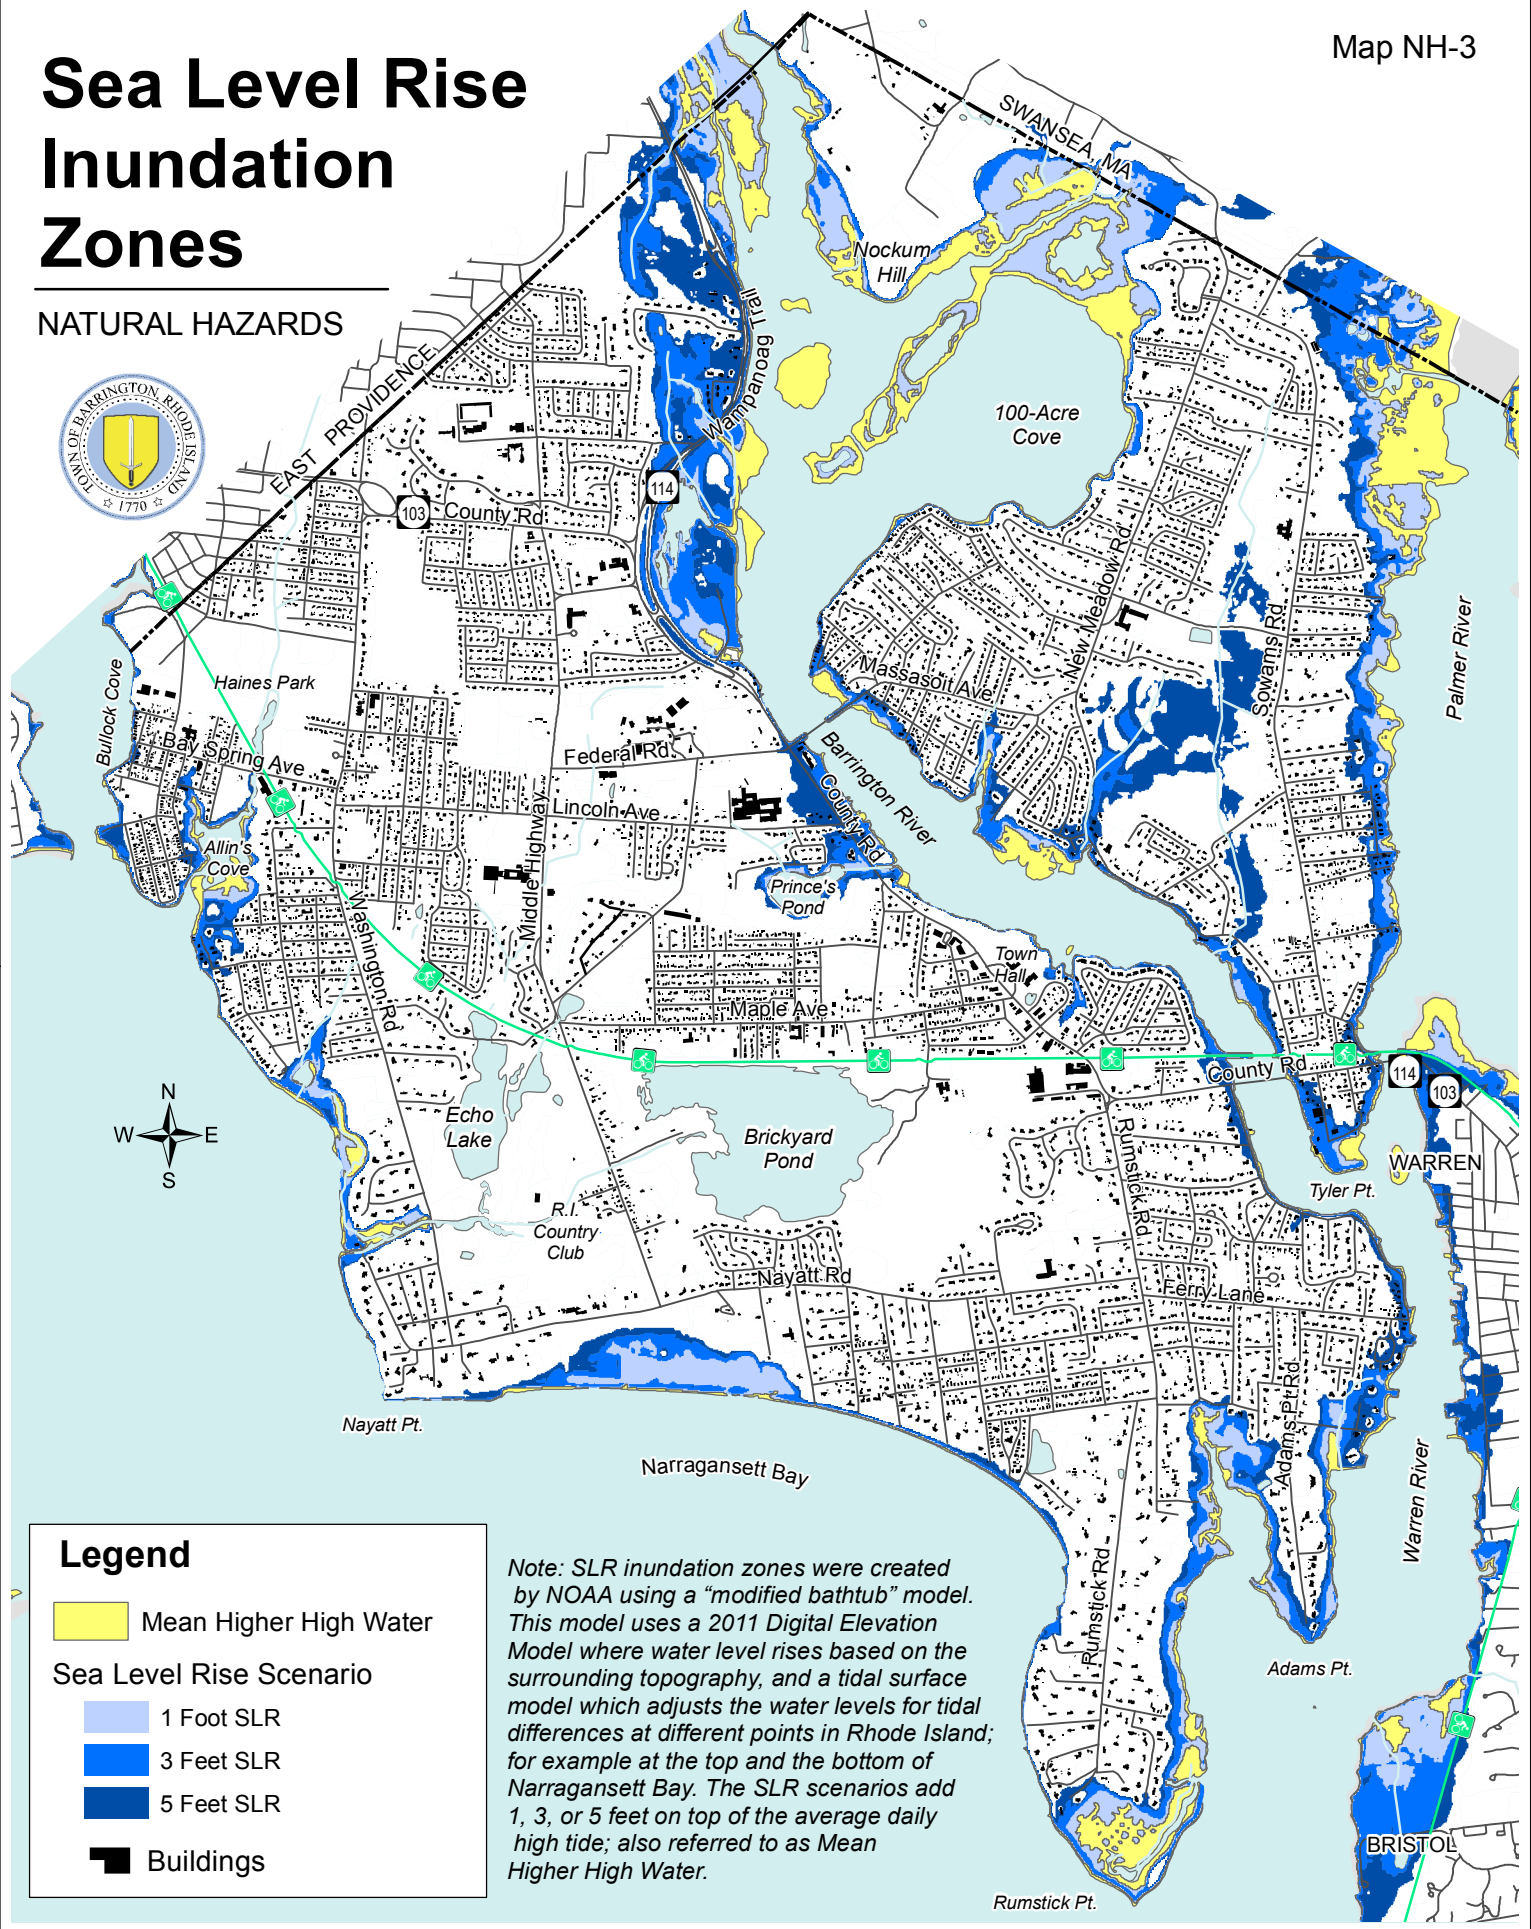 Sea Level Rise
Inundation
Zones
NATURAL HAZARDS
Map NH-3
TOWN OF BARRINGTON, RHODE ISLAND
☆ 1770 ☆
SWANSEA, MA
EAST PROVIDENCE
Nockum
Hill
Wampanoag Trail
Wampanoag
100-Acre
Cove
114
103
County Rd
Palmer River
New Meadow Rd
Sowams Rd
Massasoit Ave
Bullock Cove
Haines Park
Bay Spring Ave
Federal Rd
Barrington River
County Rd
Lincoln Ave
Middle Highway
Allin's
Cove
Prince's
Pond
Washington Rd
Town
Hall
Maple Ave
County Rd
114
103
N
W
E
S
Echo
Lake
Brickyard
Pond
WARREN
Tyler Pt.
R.I.
Country
Club
Rumstick Rd
Nayatt Rd
Ferry Lane
Adams Pt Rd
Nayatt Pt.
Narragansett Bay
Warren River
Rumstick Rd
Adams Pt.
BRISTOL
Rumstick Pt.
Legend
Mean Higher High Water
Sea Level Rise Scenario
1 Foot SLR
3 Feet SLR
5 Feet SLR
Buildings
Note: SLR inundation zones were created
by NOAA using a “modified bathtub” model.
This model uses a 2011 Digital Elevation
Model where water level rises based on the
surrounding topography, and a tidal surface
model which adjusts the water levels for tidal
differences at different points in Rhode Island;
for example at the top and the bottom of
Narragansett Bay. The SLR scenarios add
1, 3, or 5 feet on top of the average daily
high tide; also referred to as Mean
Higher High Water.